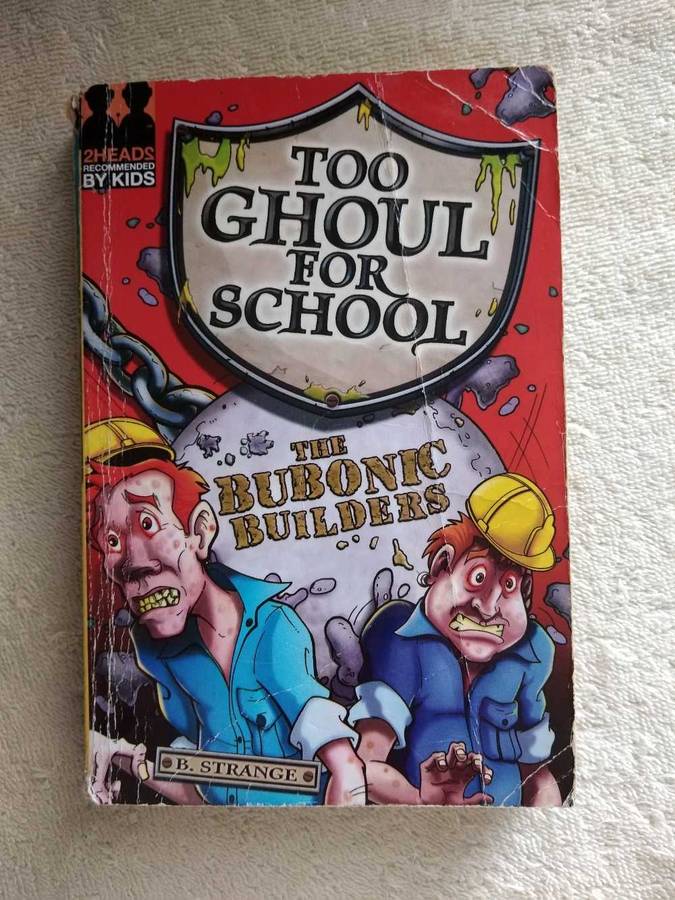 2HEADS
RECOMMENDED
BY KIDS
TOO
GHOUL
FOR
SCHOOL
THE
BUBONIC
BUILDERS
B. STRANGE